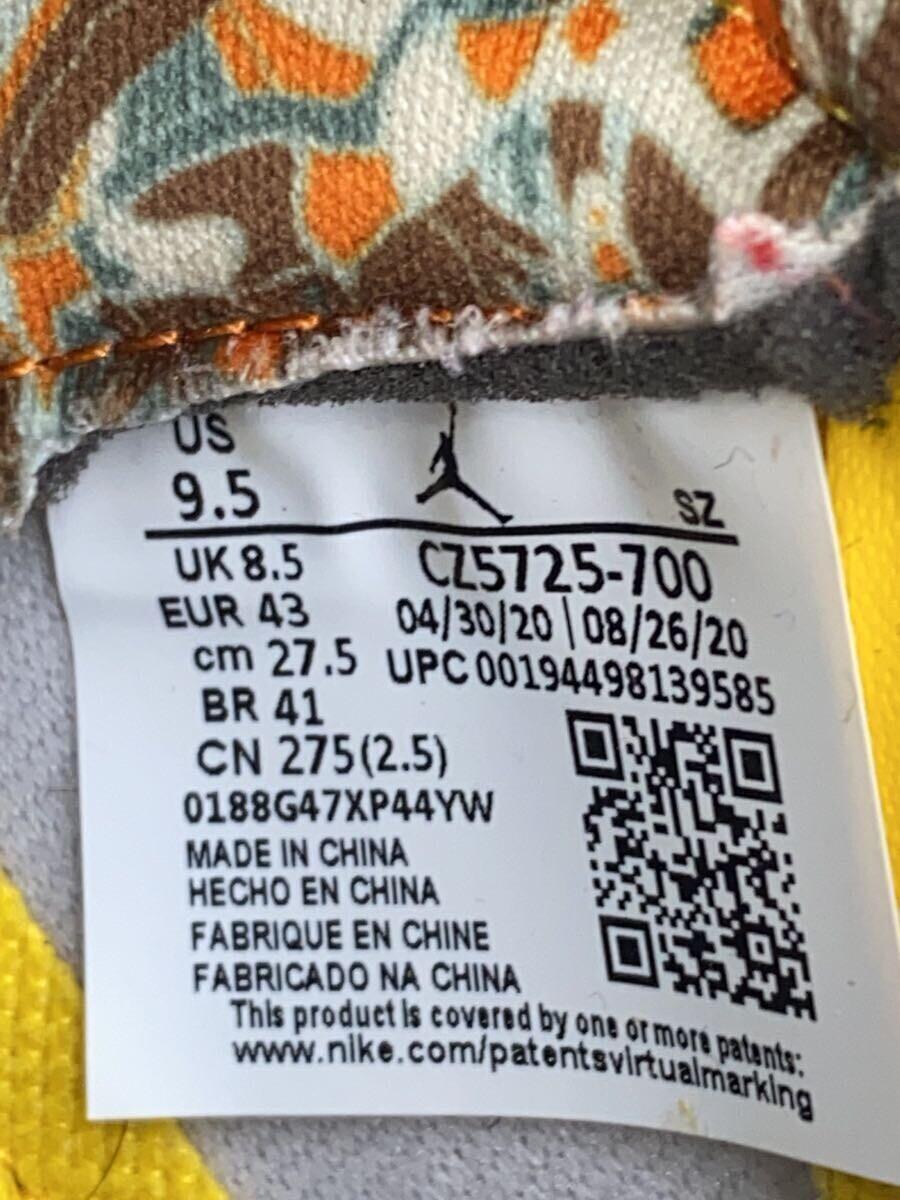 US
9.5 SZ
UK 8.5 CZ5725-700
EUR 43 04/30/20 | 08/26/20
cm 27.5 UPC 00194498139585
BR 41
CN 275(2.5)
0188G47XP44YW
MADE IN CHINA
HECHO EN CHINA
FABRIQUE EN CHINE
FABRICADO NA CHINA
This product is covered by one or more patents:
www.nike.com/patentsvirtualmarking